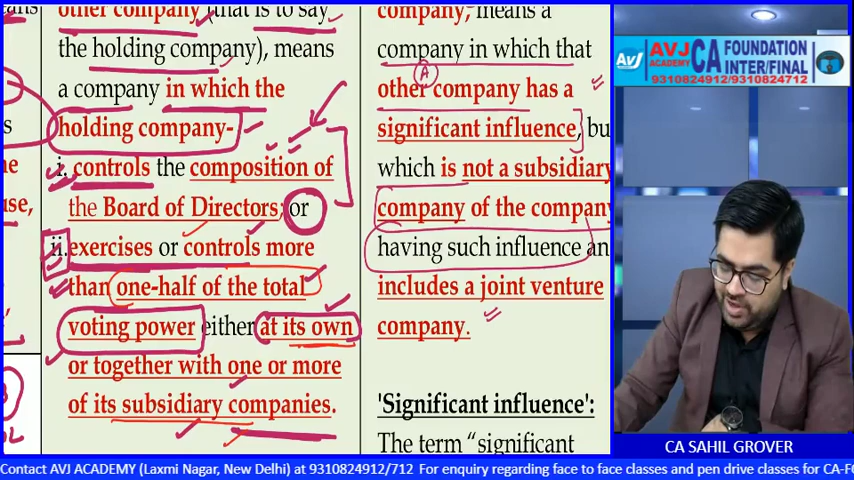 other company (that is to say
the holding company), means
a company in which the
holding company-
i. controls the composition of
the Board of Directors; or
ii. exercises or controls more
than one-half of the total
voting power either at its own
or together with one or more
of its subsidiary companies.
company, means a
company in which that
A
other company has a
significant influence, bu
which is not a subsidiary
company of the company
having such influence an
includes a joint venture
company.
'Significant influence':
The term "significant
AVJ
AVJ ACADEMY
CA FOUNDATION INTER/FINAL
9310824912/9310824712
CA SAHIL GROVER
Contact AVJ ACADEMY (Laxmi Nagar, New Delhi) at 9310824912/712 For enquiry regarding face to face classes and pen drive classes for CA-FO